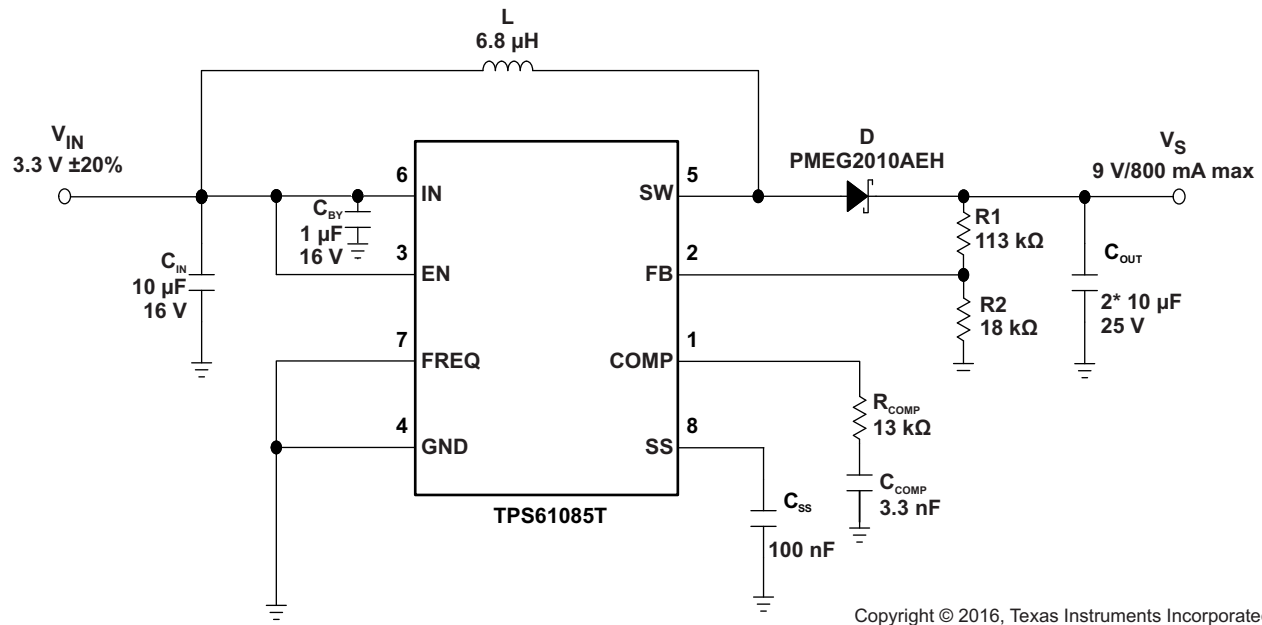 L
6.8 µH
V_IN
3.3 V ±20%
D
PMEG2010AEH
V_S
9 V/800 mA max
6
IN
SW
5
C_BY
1 µF
16 V
R1
113 kΩ
C_IN
10 µF
16 V
3
EN
FB
2
C_OUT
2* 10 µF
25 V
R2
18 kΩ
7
FREQ
COMP
1
R_COMP
13 kΩ
4
GND
SS
8
C_COMP
3.3 nF
C_SS
100 nF
TPS61085T
Copyright © 2016, Texas Instruments Incorporate